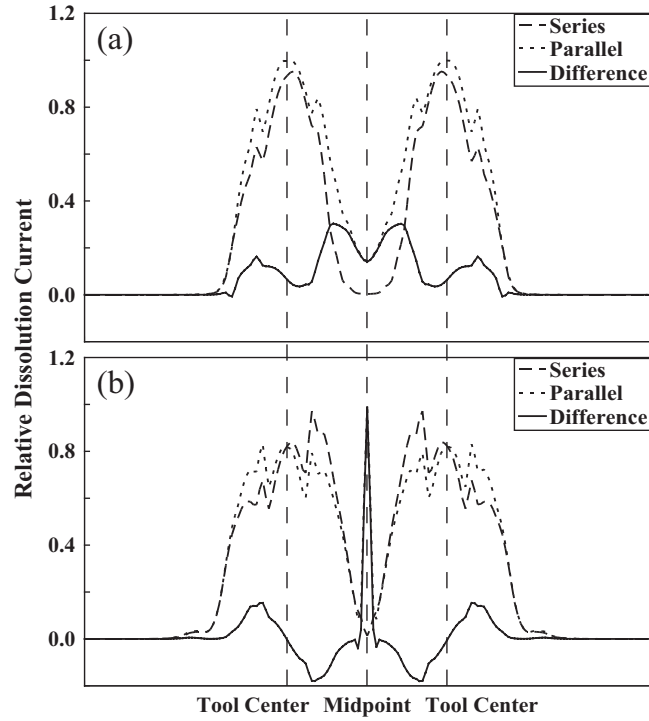 1.2
(a)
Series
Parallel
Difference
0.8
0.4
0.0
Relative Dissolution Current
1.2
(b)
Series
Parallel
Difference
0.8
0.4
0.0
Tool Center Midpoint Tool Center